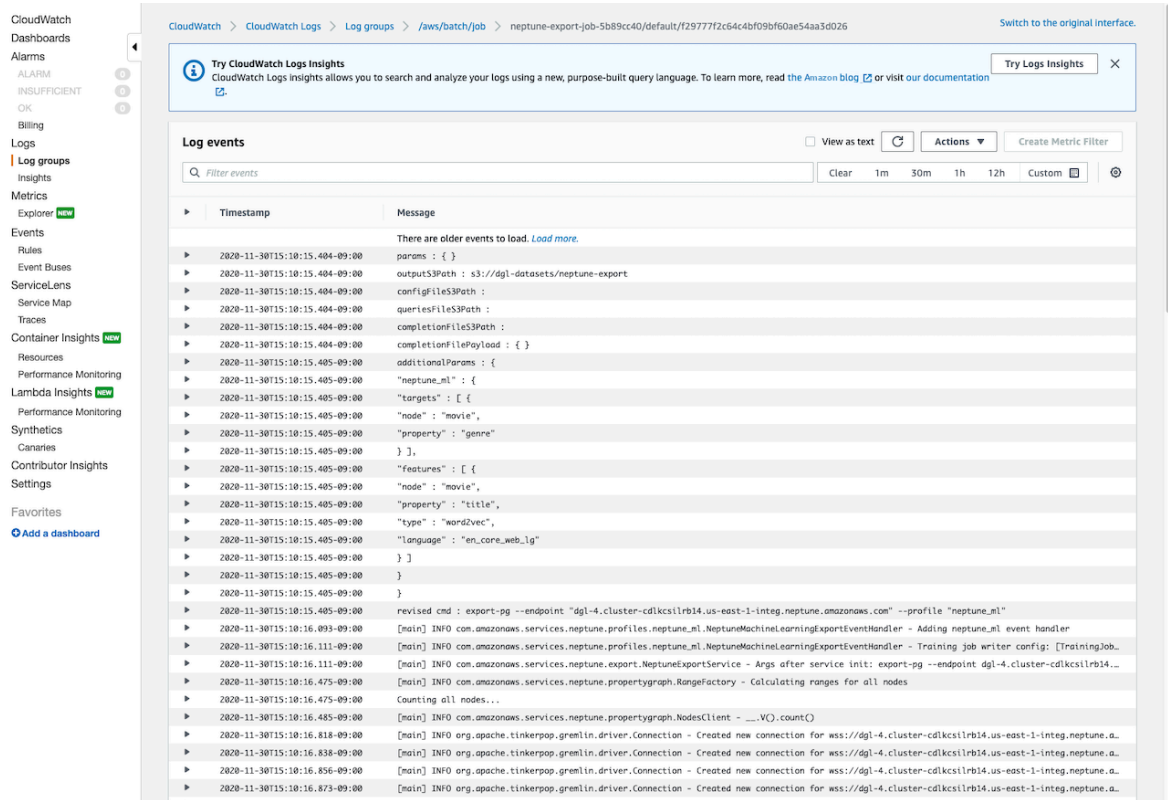 CloudWatch
Dashboards
Alarms
ALARM 0
INSUFFICIENT 0
OK 0
Billing
Logs
Log groups
Insights
Metrics
Explorer NEW
Events
Rules
Event Buses
ServiceLens
Service Map
Traces
Container Insights NEW
Resources
Performance Monitoring
Lambda Insights NEW
Performance Monitoring
Synthetics
Canaries
Contributor Insights
Settings
Favorites
Add a dashboard
CloudWatch > CloudWatch Logs > Log groups > /aws/batch/job > neptune-export-job-5b89cc40/default/f29777f2c64c4bf09bf60ae54aa3d026
Switch to the original interface.
Try CloudWatch Logs Insights
CloudWatch Logs insights allows you to search and analyze your logs using a new, purpose-built query language. To learn more, read the Amazon blog or visit our documentation
.
Try Logs Insights
Log events
View as text Actions Create Metric Filter
Filter events
Clear 1m 30m 1h 12h Custom
Timestamp Message
There are older events to load. Load more.
2020-11-30T15:10:15.404-09:00 params : { }
2020-11-30T15:10:15.404-09:00 outputS3Path : s3://dgl-datasets/neptune-export
2020-11-30T15:10:15.404-09:00 configFileS3Path :
2020-11-30T15:10:15.404-09:00 queriesFileS3Path :
2020-11-30T15:10:15.404-09:00 completionFileS3Path :
2020-11-30T15:10:15.404-09:00 completionFilePayload : { }
2020-11-30T15:10:15.405-09:00 additionalParams : {
2020-11-30T15:10:15.405-09:00 "neptune_ml" : {
2020-11-30T15:10:15.405-09:00 "targets" : [ {
2020-11-30T15:10:15.405-09:00 "node" : "movie",
2020-11-30T15:10:15.405-09:00 "property" : "genre"
2020-11-30T15:10:15.405-09:00 } ],
2020-11-30T15:10:15.405-09:00 "features" : [ {
2020-11-30T15:10:15.405-09:00 "node" : "movie",
2020-11-30T15:10:15.405-09:00 "property" : "title",
2020-11-30T15:10:15.405-09:00 "type" : "word2vec",
2020-11-30T15:10:15.405-09:00 "language" : "en_core_web_lg"
2020-11-30T15:10:15.405-09:00 } ]
2020-11-30T15:10:15.405-09:00 }
2020-11-30T15:10:15.405-09:00 }
2020-11-30T15:10:15.405-09:00 revised cmd : export-pg --endpoint "dgl-4.cluster-cdlkcsilrb14.us-east-1-integ.neptune.amazonaws.com" --profile "neptune_ml"
2020-11-30T15:10:16.093-09:00 [main] INFO com.amazonaws.services.neptune.profiles.neptune_ml.NeptuneMachineLearningExportEventHandler - Adding neptune_ml event handler
2020-11-30T15:10:16.111-09:00 [main] INFO com.amazonaws.services.neptune.profiles.neptune_ml.NeptuneMachineLearningExportEventHandler - Training job writer config: [TrainingJob...
2020-11-30T15:10:16.111-09:00 [main] INFO com.amazonaws.services.neptune.export.NeptuneExportService - Args after service init: export-pg --endpoint dgl-4.cluster-cdlkcsilrb14....
2020-11-30T15:10:16.475-09:00 [main] INFO com.amazonaws.services.neptune.propertygraph.RangeFactory - Calculating ranges for all nodes
2020-11-30T15:10:16.475-09:00 Counting all nodes...
2020-11-30T15:10:16.485-09:00 [main] INFO com.amazonaws.services.neptune.propertygraph.NodesClient - __.V().count()
2020-11-30T15:10:16.818-09:00 [main] INFO org.apache.tinkerpop.gremlin.driver.Connection - Created new connection for wss://dgl-4.cluster-cdlkcsilrb14.us-east-1-integ.neptune.a...
2020-11-30T15:10:16.838-09:00 [main] INFO org.apache.tinkerpop.gremlin.driver.Connection - Created new connection for wss://dgl-4.cluster-cdlkcsilrb14.us-east-1-integ.neptune.a...
2020-11-30T15:10:16.856-09:00 [main] INFO org.apache.tinkerpop.gremlin.driver.Connection - Created new connection for wss://dgl-4.cluster-cdlkcsilrb14.us-east-1-integ.neptune.a...
2020-11-30T15:10:16.873-09:00 [main] INFO org.apache.tinkerpop.gremlin.driver.Connection - Created new connection for wss://dgl-4.cluster-cdlkcsilrb14.us-east-1-integ.neptune.a...